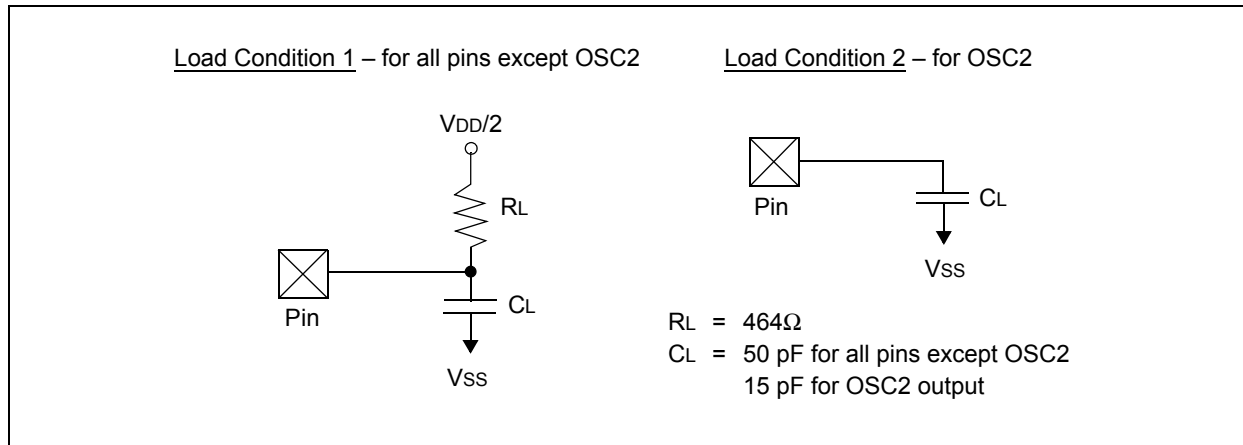 Load Condition 1 – for all pins except OSC2
Load Condition 2 – for OSC2
VDD/2
RL
Pin
CL
VSS
Pin
CL
VSS
RL = 464Ω
CL = 50 pF for all pins except OSC2
15 pF for OSC2 output